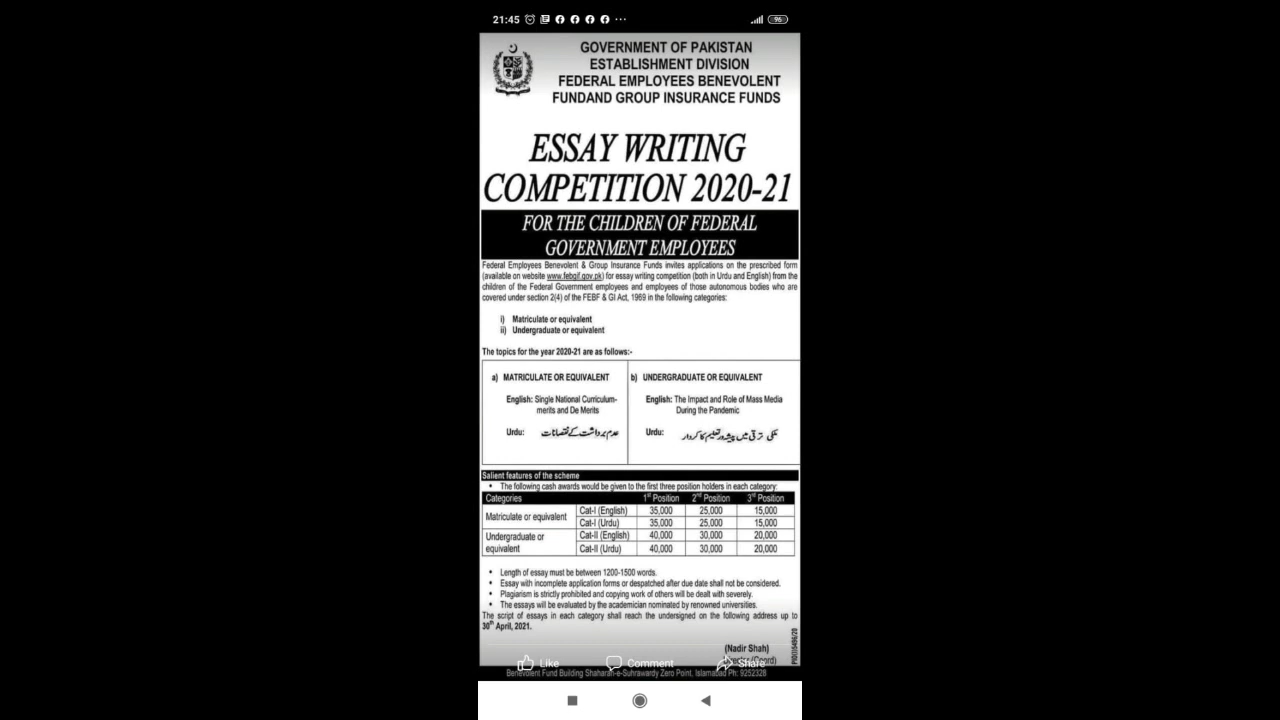 21:45
96
GOVERNMENT OF PAKISTAN
ESTABLISHMENT DIVISION
FEDERAL EMPLOYEES BENEVOLENT
FUNDAND GROUP INSURANCE FUNDS
ESSAY WRITING
COMPETITION 2020-21
FOR THE CHILDREN OF FEDERAL
GOVERNMENT EMPLOYEES
Federal Employees Benevolent & Group Insurance Funds invites applications on the prescribed form
(available on website www.febgif.gov.pk) for essay writing competition (both in Urdu and English) from the
children of the Federal Government employees and employees of those autonomous bodies who are
covered under section 2(4) of the FEBF & GI Act, 1969 in the following categories:
i) Matriculate or equivalent
ii) Undergraduate or equivalent
The topics for the year 2020-21 are as follows:-
a) MATRICULATE OR EQUIVALENT
English: Single National Curriculum-
merits and De Merits
Urdu: عدم برداشت کے نقصانات
b) UNDERGRADUATE OR EQUIVALENT
English: The Impact and Role of Mass Media
During the Pandemic
Urdu: ملکی ترقی میں پیشہ ور تعلیم کا کردار
Salient features of the scheme
• The following cash awards would be given to the first three position holders in each category:
Categories 1st Position 2nd Position 3rd Position
Matriculate or equivalent Cat-I (English) 35,000 25,000 15,000
Cat-I (Urdu) 35,000 25,000 15,000
Undergraduate or equivalent Cat-II (English) 40,000 30,000 20,000
Cat-II (Urdu) 40,000 30,000 20,000
• Length of essay must be between 1200-1500 words.
• Essay with incomplete application forms or despatched after due date shall not be considered.
• Plagiarism is strictly prohibited and copying work of others will be dealt with severely.
• The essays will be evaluated by the academician nominated by renowned universities.
The script of essays in each category shall reach the undersigned on the following address up to
30th April, 2021.
(Nadir Shah)
Director (Coord)
Benevolent Fund Building Shaharah-e-Suhrawardy Zero Point, Islamabad Ph: 9252328
PID(I)5496/20
Like Comment Share